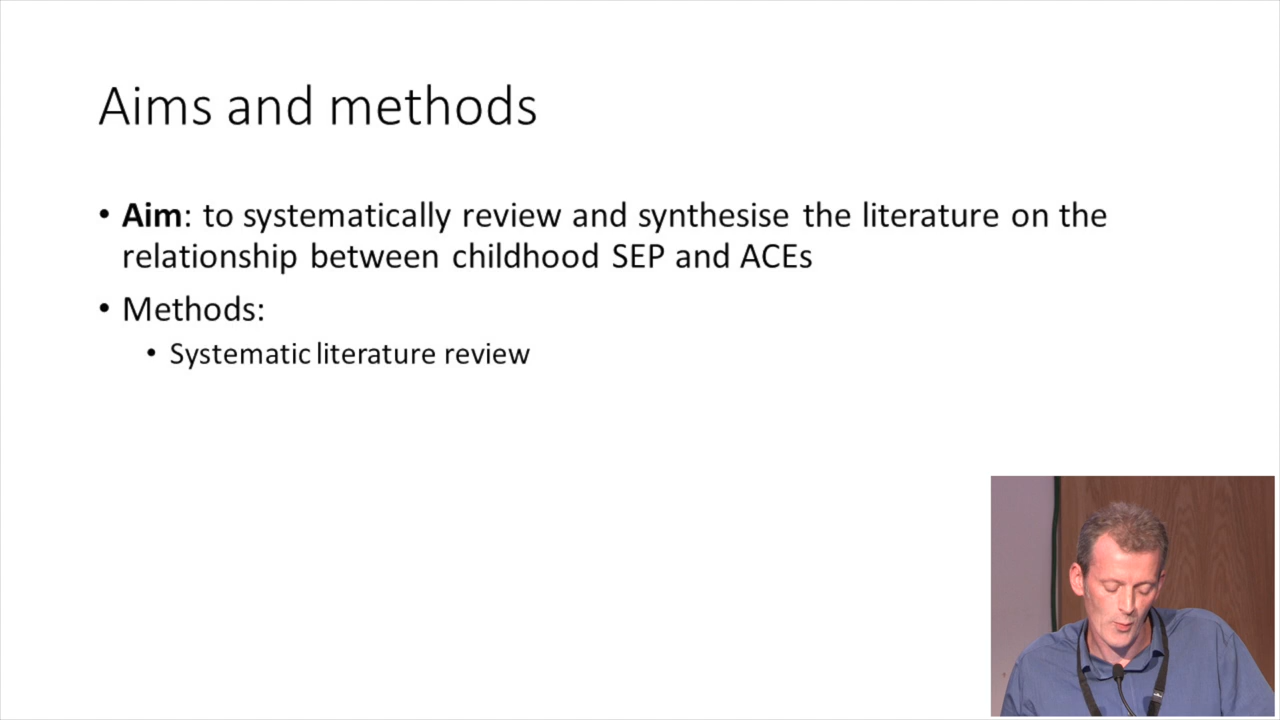 Aims and methods
• Aim: to systematically review and synthesise the literature on the
relationship between childhood SEP and ACEs
• Methods:
• Systematic literature review